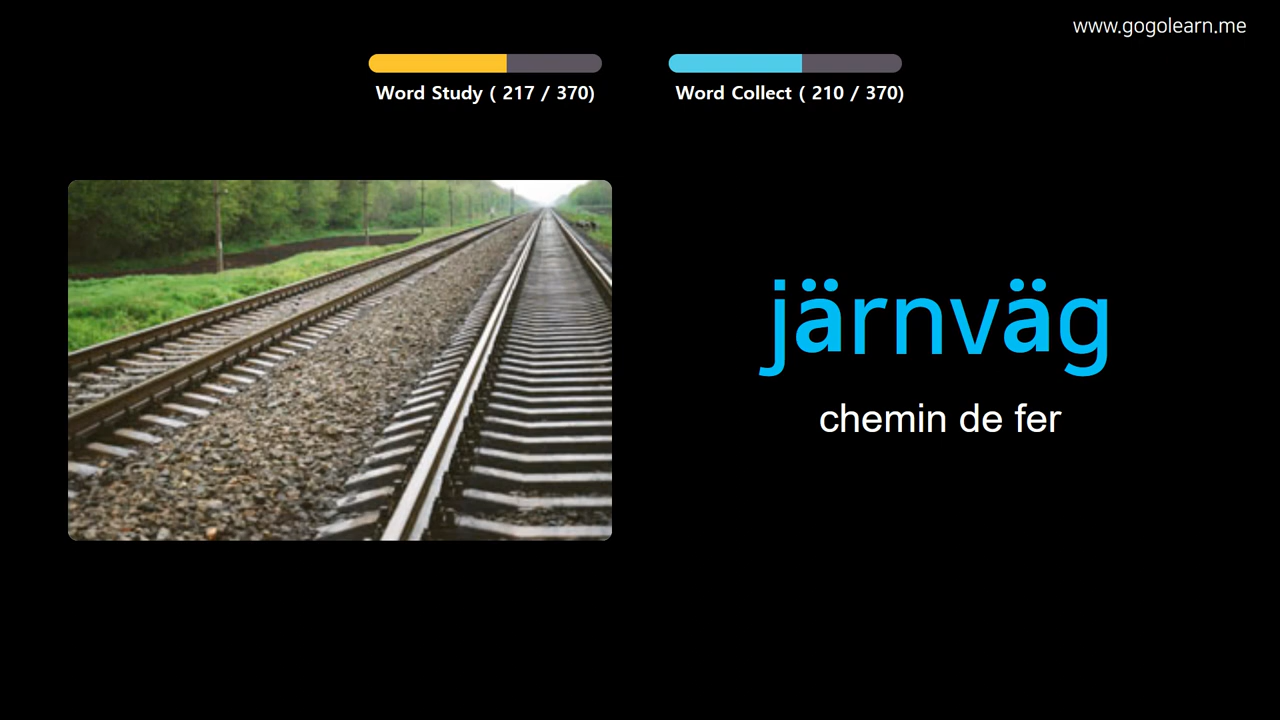 www.gogolearn.me
Word Study ( 217 / 370)
Word Collect ( 210 / 370)
järnväg
chemin de fer